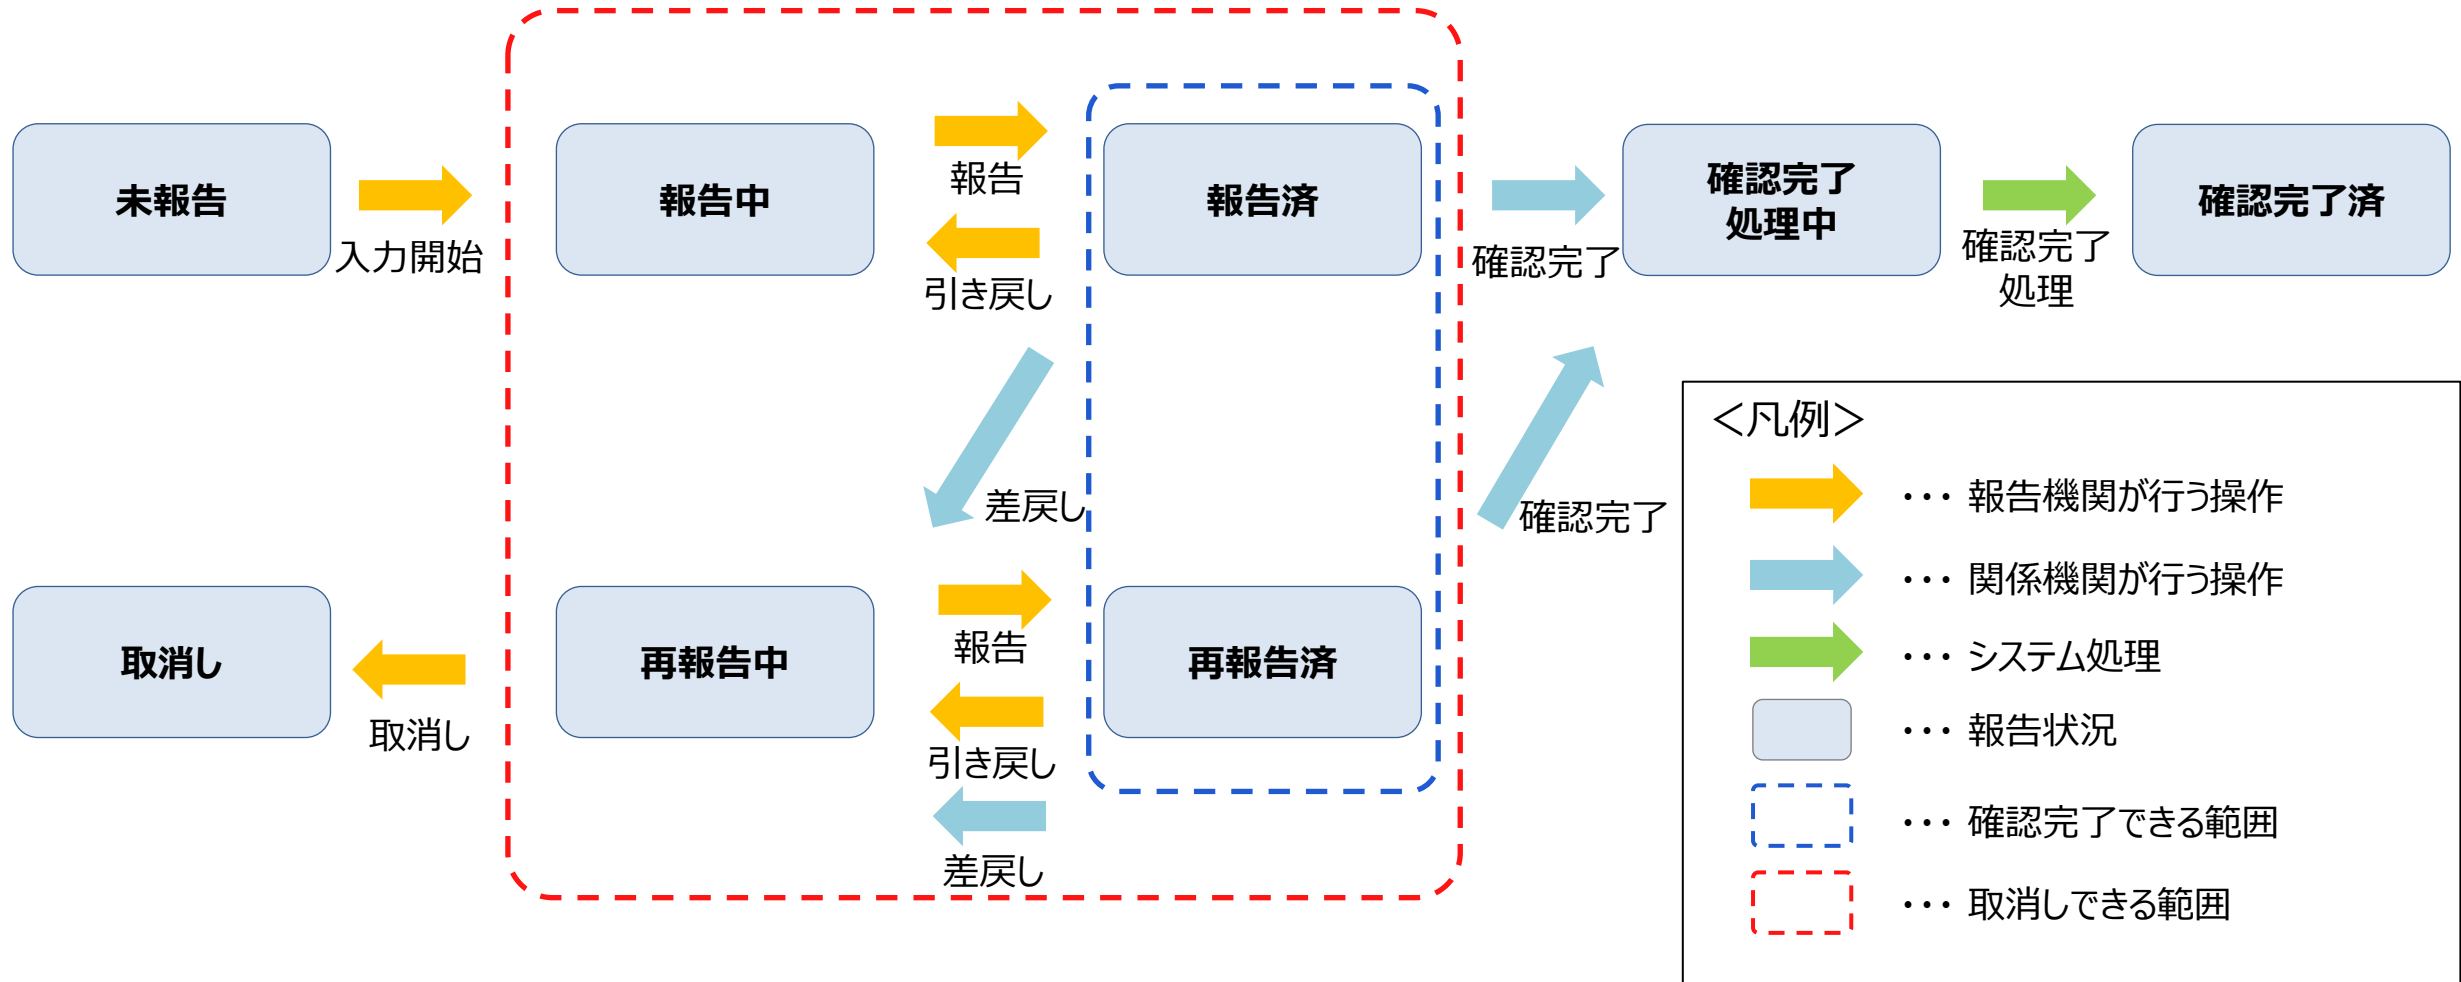 未報告
入力開始
報告中
報告
引き戻し
報告済
確認完了
確認完了
処理中
確認完了
処理
確認完了済
差戻し
確認完了
取消し
取消し
再報告中
報告
引き戻し
差戻し
再報告済
＜凡例＞
・・・ 報告機関が行う操作
・・・ 関係機関が行う操作
・・・ システム処理
・・・ 報告状況
・・・ 確認完了できる範囲
・・・ 取消しできる範囲